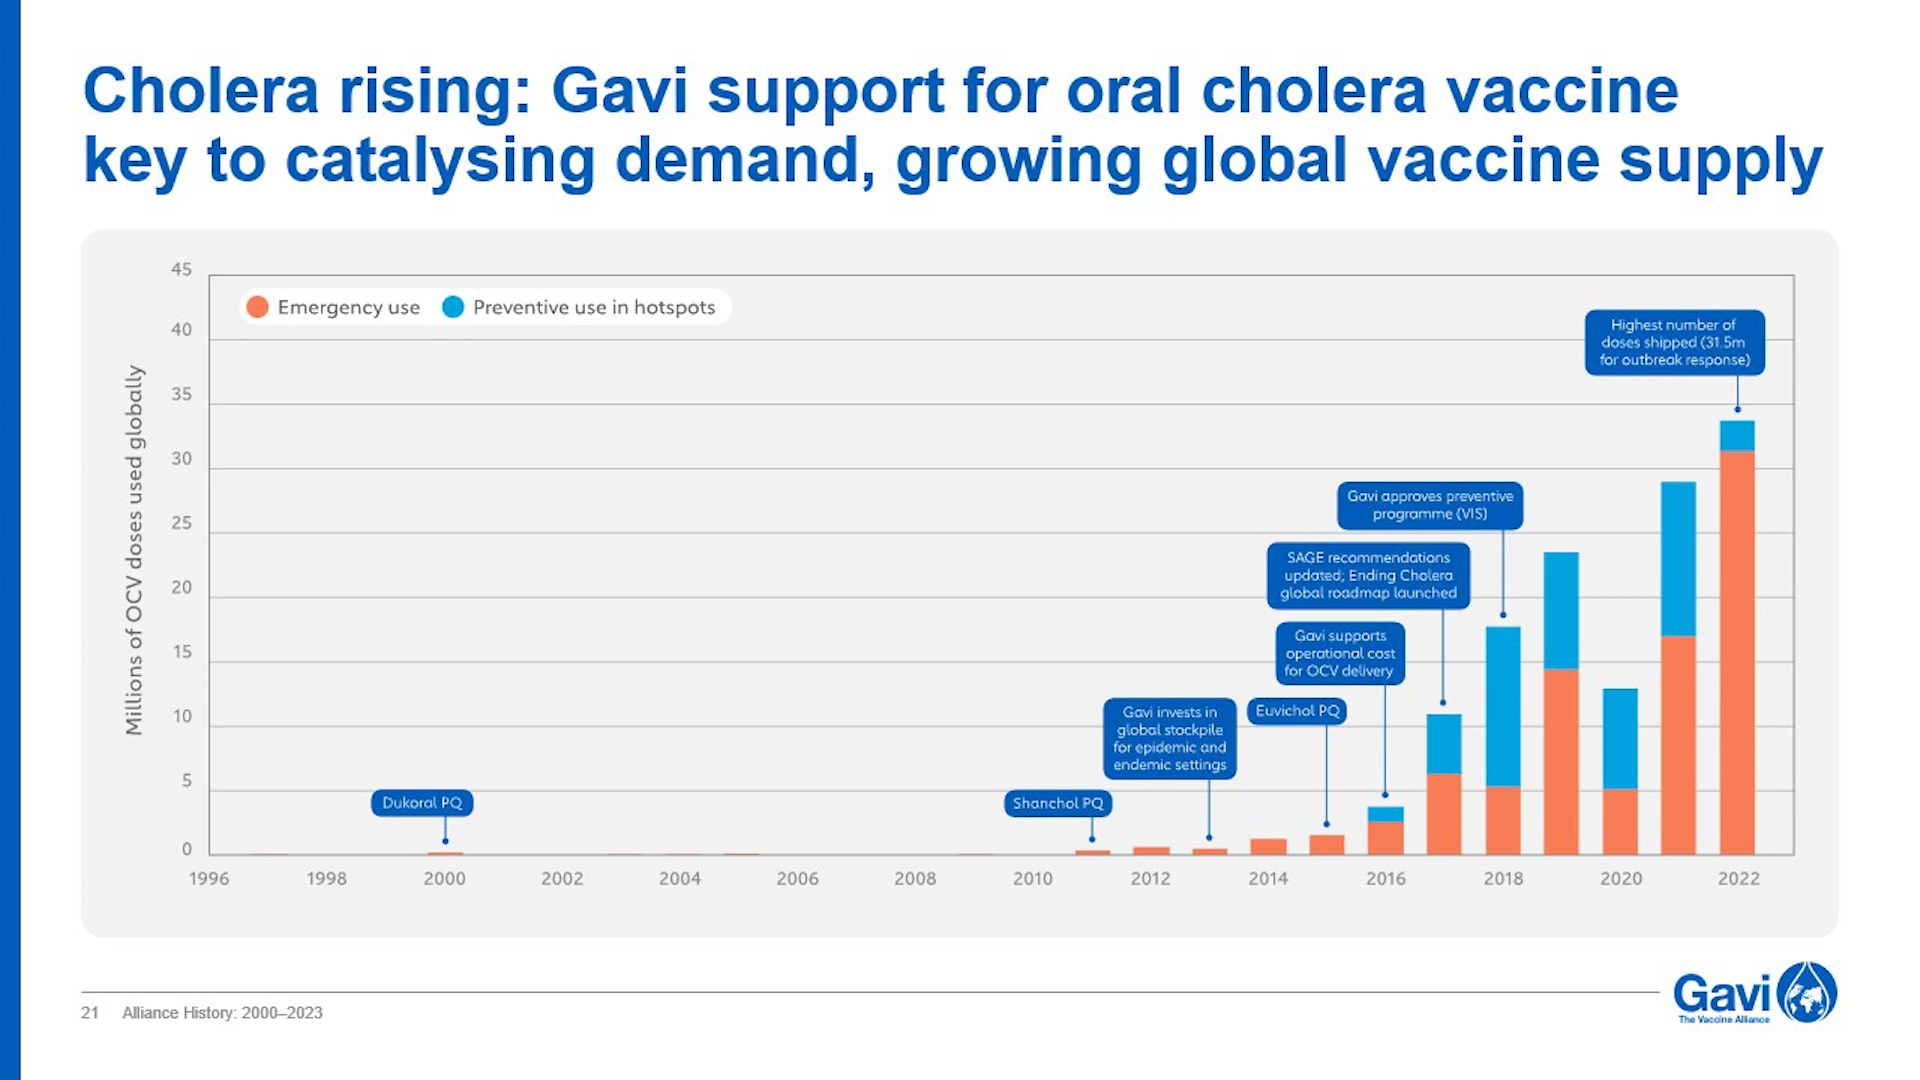 Cholera rising: Gavi support for oral cholera vaccine
key to catalysing demand, growing global vaccine supply
Millions of OCV doses used globally
45
40
35
30
25
20
15
10
5
0
Emergency use
Preventive use in hotspots
Highest number of
doses shipped (31.5m
for outbreak response)
Gavi approves preventive
programme (VIS)
SAGE recommendations
updated; Ending Cholera
global roadmap launched
Gavi supports
operational cost
for OCV delivery
Gavi invests in
global stockpile
for epidemic and
endemic settings
Euvichol PQ
Dukoral PQ
Shanchol PQ
1996 1998 2000 2002 2004 2006 2008 2010 2012 2014 2016 2018 2020 2022
21 Alliance History: 2000–2023
Gavi
The Vaccine Alliance